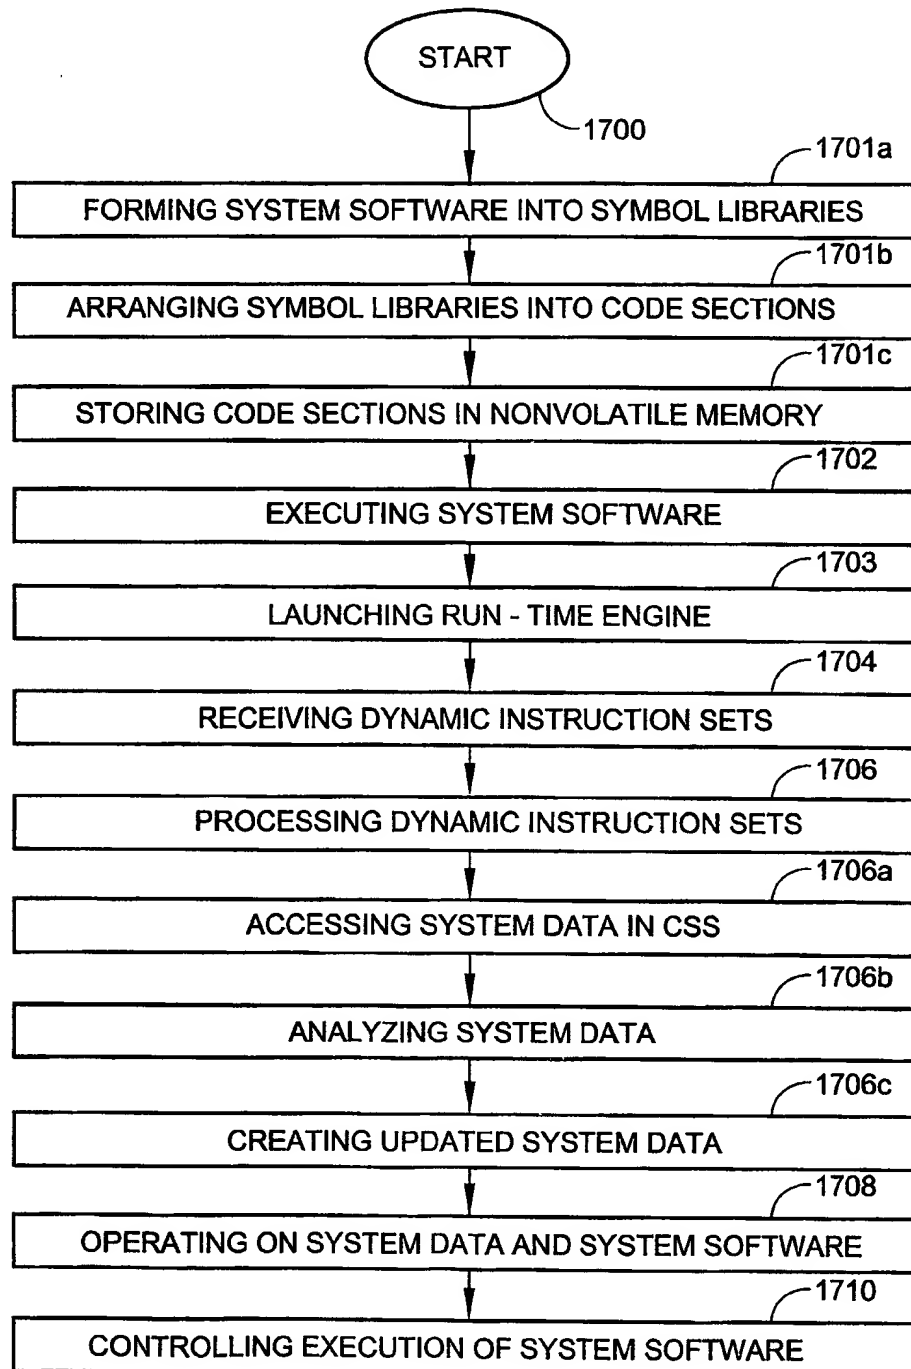 START
1700
1701a
FORMING SYSTEM SOFTWARE INTO SYMBOL LIBRARIES
1701b
ARRANGING SYMBOL LIBRARIES INTO CODE SECTIONS
1701c
STORING CODE SECTIONS IN NONVOLATILE MEMORY
1702
EXECUTING SYSTEM SOFTWARE
1703
LAUNCHING RUN - TIME ENGINE
1704
RECEIVING DYNAMIC INSTRUCTION SETS
1706
PROCESSING DYNAMIC INSTRUCTION SETS
1706a
ACCESSING SYSTEM DATA IN CSS
1706b
ANALYZING SYSTEM DATA
1706c
CREATING UPDATED SYSTEM DATA
1708
OPERATING ON SYSTEM DATA AND SYSTEM SOFTWARE
1710
CONTROLLING EXECUTION OF SYSTEM SOFTWARE